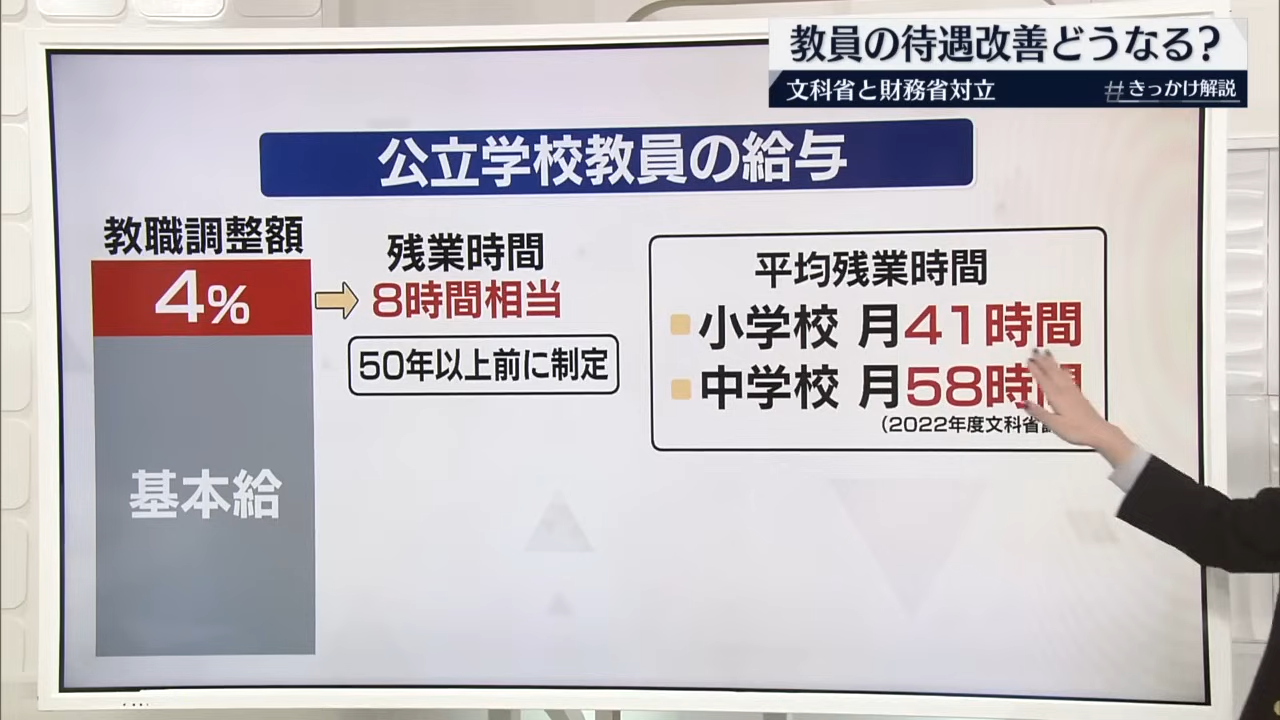 教員の待遇改善どうなる?
文科省と財務省対立
#きっかけ解説
公立学校教員の給与
教職調整額
4%
基本給
残業時間
8時間相当
50年以上前に制定
平均残業時間
小学校 月41時間
中学校 月58時間
(2022年度文科省